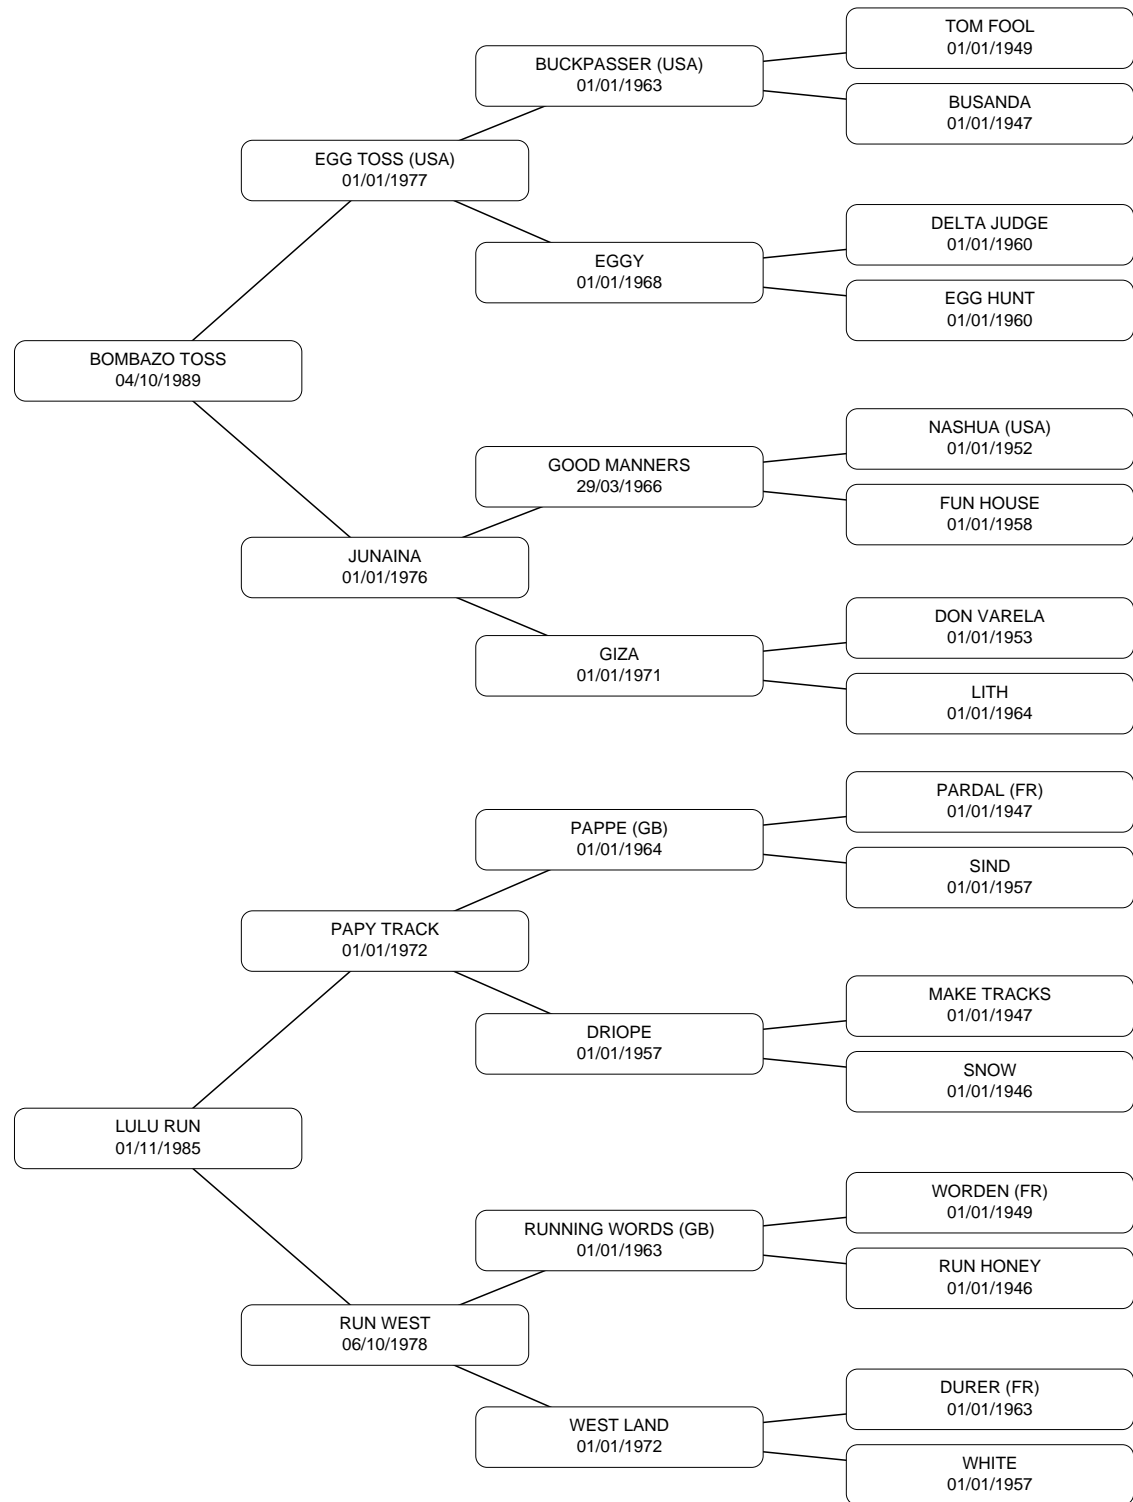 TOM FOOL
01/01/1949
BUCKPASSER (USA)
01/01/1963
BUSANDA
01/01/1947
EGG TOSS (USA)
01/01/1977
DELTA JUDGE
01/01/1960
EGGY
01/01/1968
EGG HUNT
01/01/1960
BOMBAZO TOSS
04/10/1989
NASHUA (USA)
01/01/1952
GOOD MANNERS
29/03/1966
FUN HOUSE
01/01/1958
JUNAINA
01/01/1976
DON VARELA
01/01/1953
GIZA
01/01/1971
LITH
01/01/1964
PARDAL (FR)
01/01/1947
PAPPE (GB)
01/01/1964
SIND
01/01/1957
PAPY TRACK
01/01/1972
MAKE TRACKS
01/01/1947
DRIOPE
01/01/1957
SNOW
01/01/1946
LULU RUN
01/11/1985
WORDEN (FR)
01/01/1949
RUNNING WORDS (GB)
01/01/1963
RUN HONEY
01/01/1946
RUN WEST
06/10/1978
DURER (FR)
01/01/1963
WEST LAND
01/01/1972
WHITE
01/01/1957